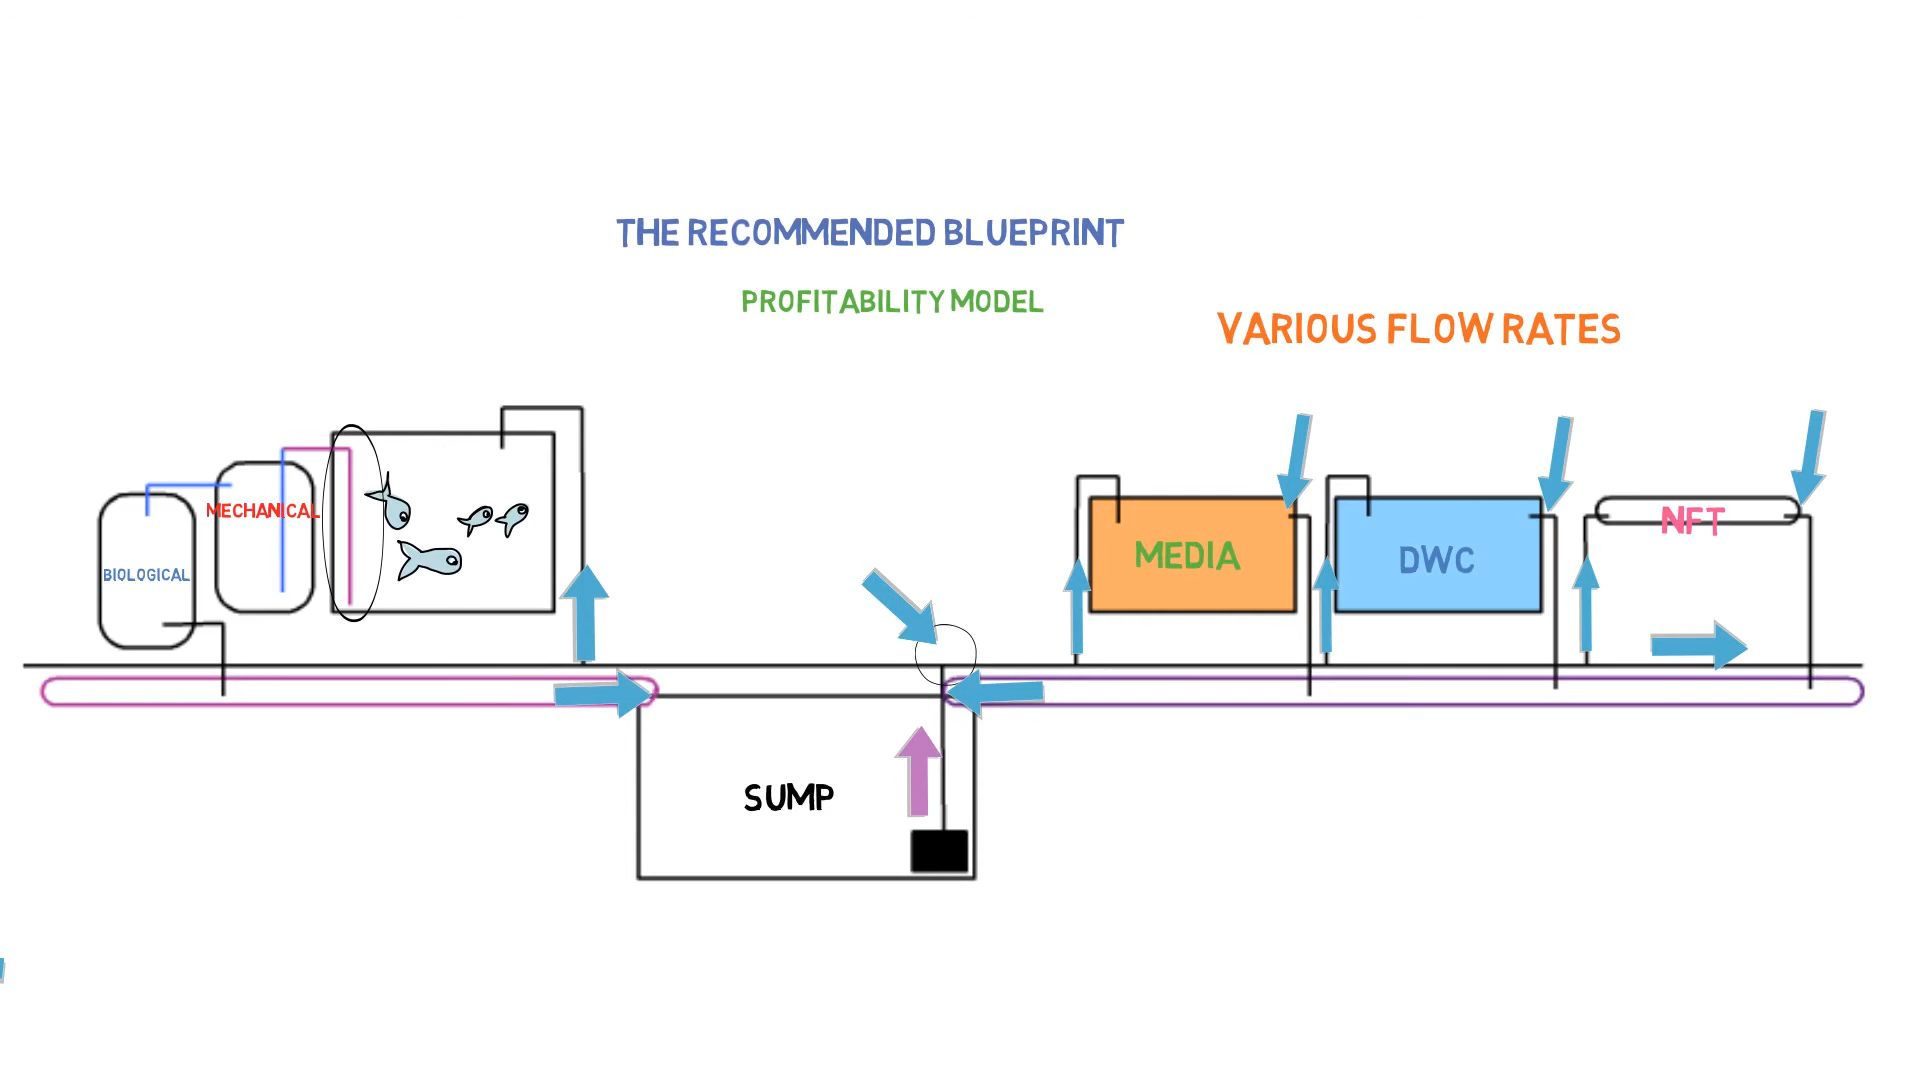 THE RECOMMENDED BLUEPRINT
PROFITABILITY MODEL
VARIOUS FLOW RATES
MECHANICAL
BIOLOGICAL
MEDIA
DWC
NFT
SUMP